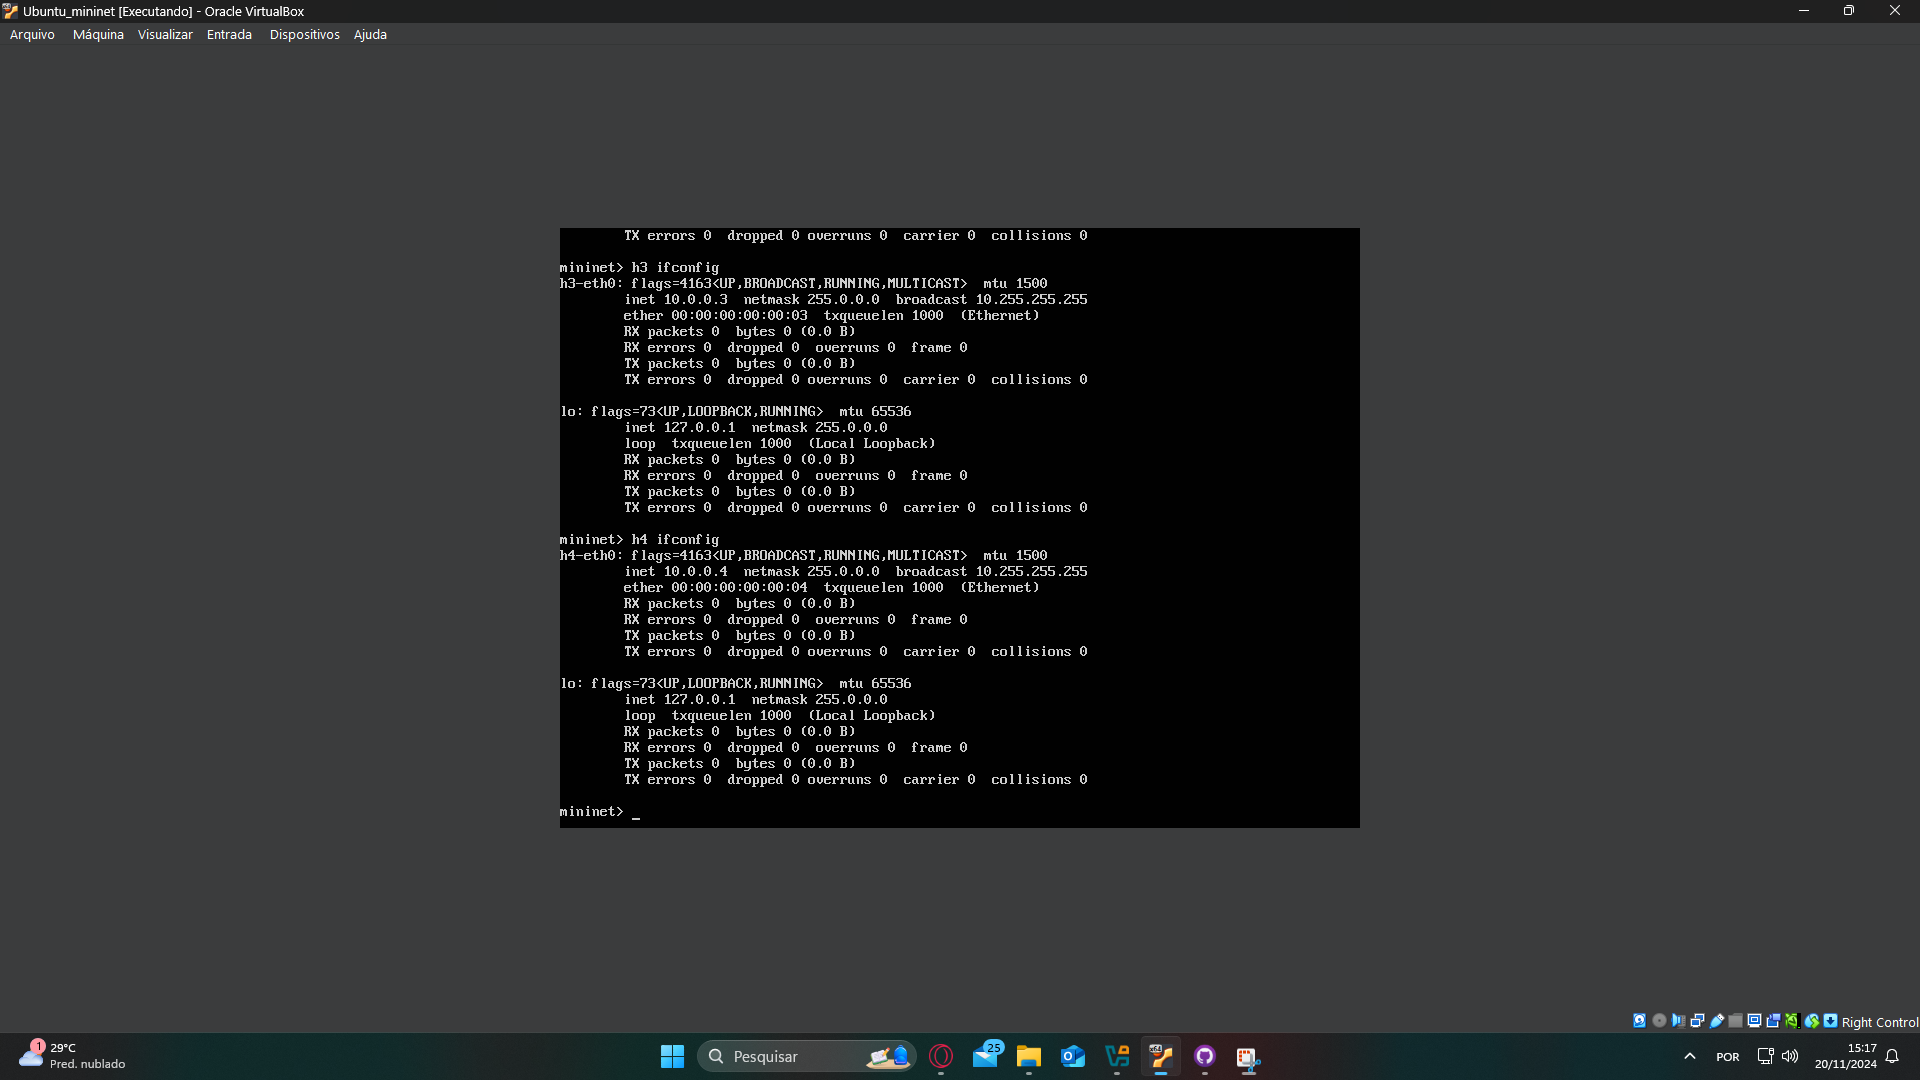 Ubuntu_mininet [Executando] - Oracle VirtualBox
Arquivo Máquina Visualizar Entrada Dispositivos Ajuda
TX errors 0  dropped 0 overruns 0  carrier 0  collisions 0
mininet> h3 ifconfig
h3-eth0: flags=4163<UP,BROADCAST,RUNNING,MULTICAST>  mtu 1500
inet 10.0.0.3  netmask 255.0.0.0  broadcast 10.255.255.255
ether 00:00:00:00:00:03  txqueuelen 1000  (Ethernet)
RX packets 0  bytes 0 (0.0 B)
RX errors 0  dropped 0  overruns 0  frame 0
TX packets 0  bytes 0 (0.0 B)
TX errors 0  dropped 0 overruns 0  carrier 0  collisions 0
lo: flags=73<UP,LOOPBACK,RUNNING>  mtu 65536
inet 127.0.0.1  netmask 255.0.0.0
loop  txqueuelen 1000  (Local Loopback)
RX packets 0  bytes 0 (0.0 B)
RX errors 0  dropped 0  overruns 0  frame 0
TX packets 0  bytes 0 (0.0 B)
TX errors 0  dropped 0 overruns 0  carrier 0  collisions 0
mininet> h4 ifconfig
h4-eth0: flags=4163<UP,BROADCAST,RUNNING,MULTICAST>  mtu 1500
inet 10.0.0.4  netmask 255.0.0.0  broadcast 10.255.255.255
ether 00:00:00:00:00:04  txqueuelen 1000  (Ethernet)
RX packets 0  bytes 0 (0.0 B)
RX errors 0  dropped 0  overruns 0  frame 0
TX packets 0  bytes 0 (0.0 B)
TX errors 0  dropped 0 overruns 0  carrier 0  collisions 0
lo: flags=73<UP,LOOPBACK,RUNNING>  mtu 65536
inet 127.0.0.1  netmask 255.0.0.0
loop  txqueuelen 1000  (Local Loopback)
RX packets 0  bytes 0 (0.0 B)
RX errors 0  dropped 0  overruns 0  frame 0
TX packets 0  bytes 0 (0.0 B)
TX errors 0  dropped 0 overruns 0  carrier 0  collisions 0
mininet> _
Right Control
1
29°C
Pred. nublado
Pesquisar
25
POR
15:17
20/11/2024